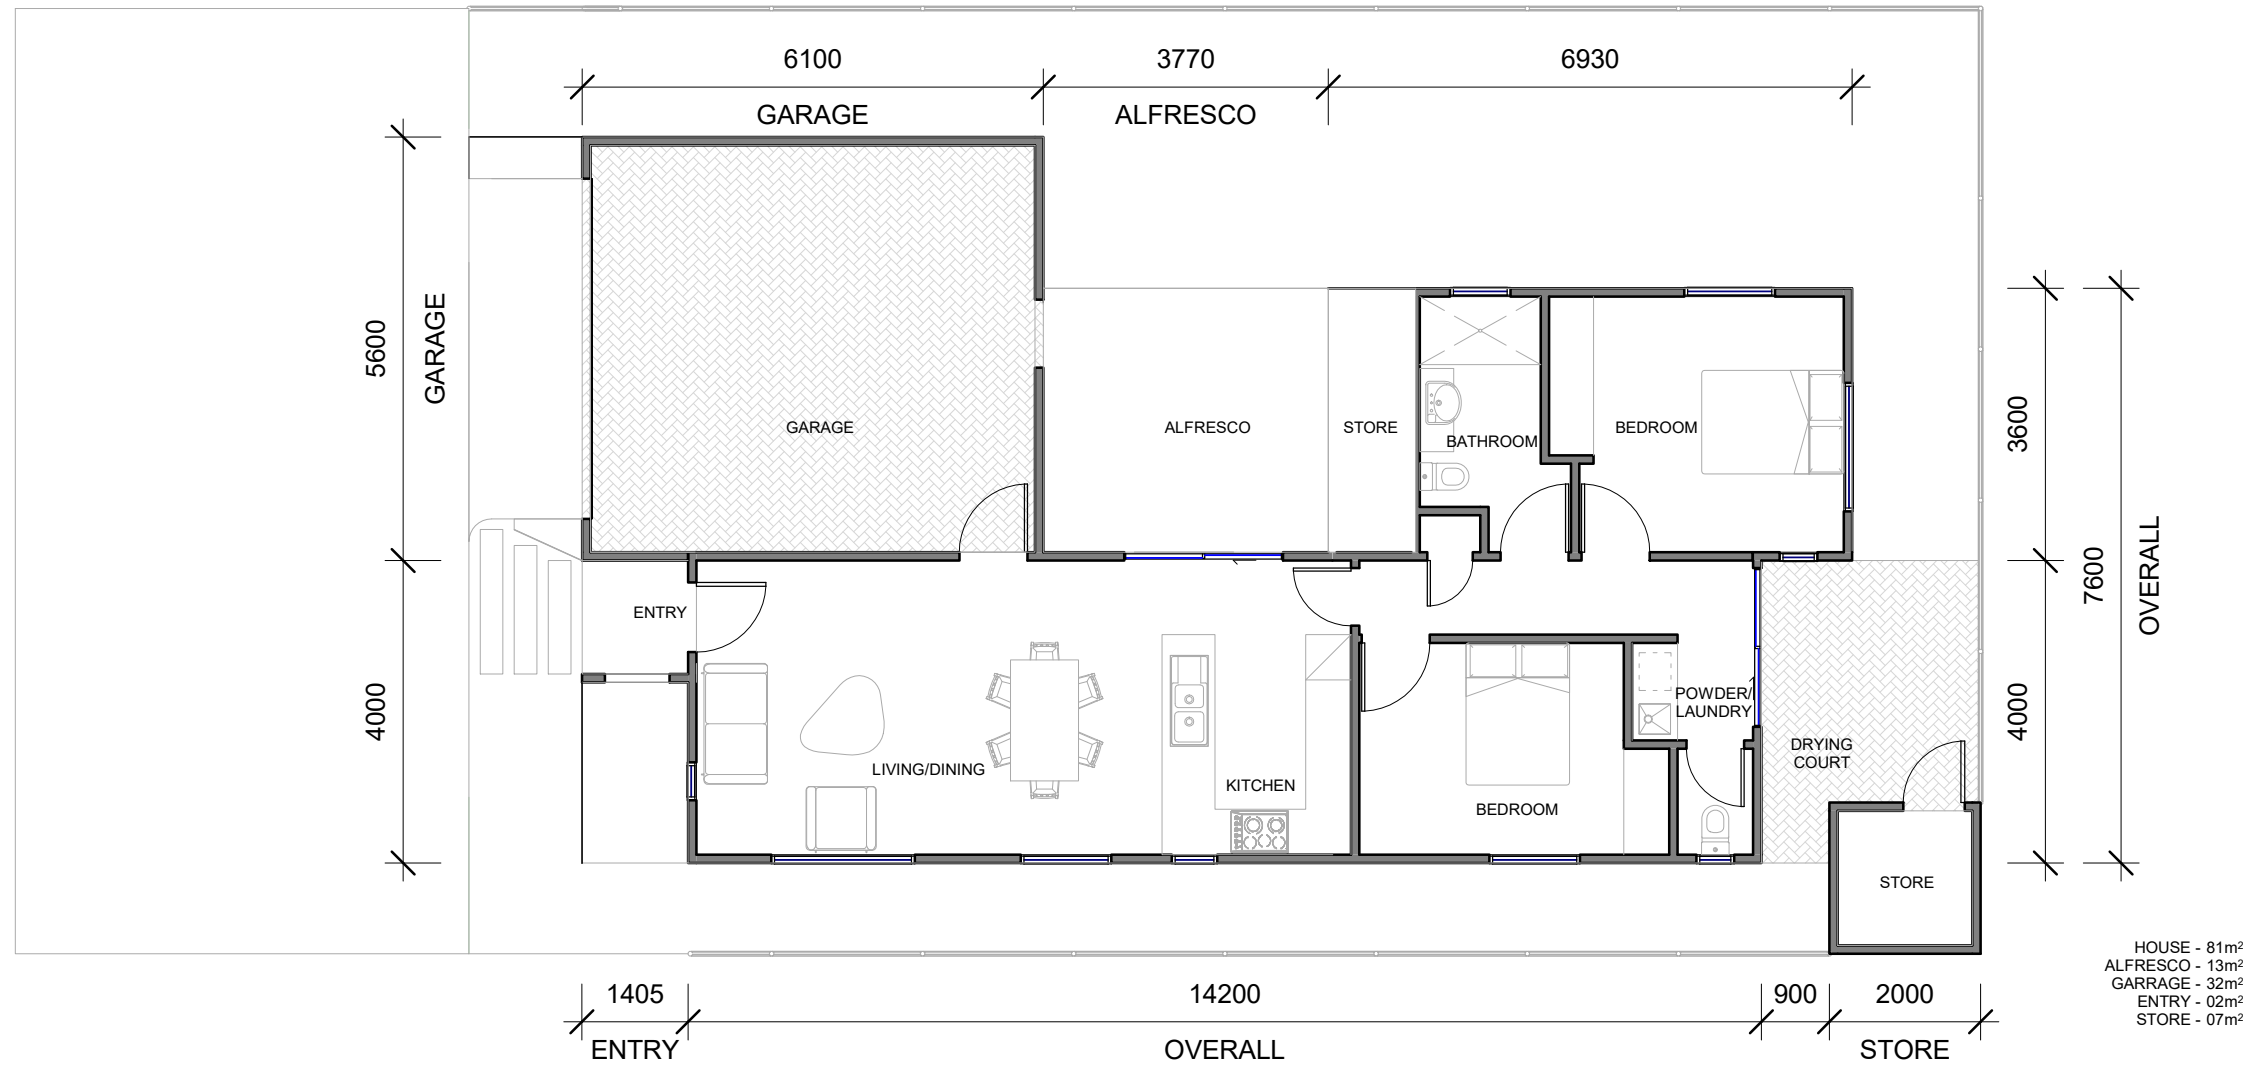 6100
3770
6930
GARAGE
ALFRESCO
5600
GARAGE
GARAGE
ALFRESCO
STORE
BATHROOM
BEDROOM
3600
7600
OVERALL
ENTRY
4000
LIVING/DINING
KITCHEN
BEDROOM
POWDER/
LAUNDRY
DRYING
COURT
4000
STORE
HOUSE - 81m²
ALFRESCO - 13m²
GARRAGE - 32m²
ENTRY - 02m²
STORE - 07m²
1405
14200
900
2000
ENTRY
OVERALL
STORE